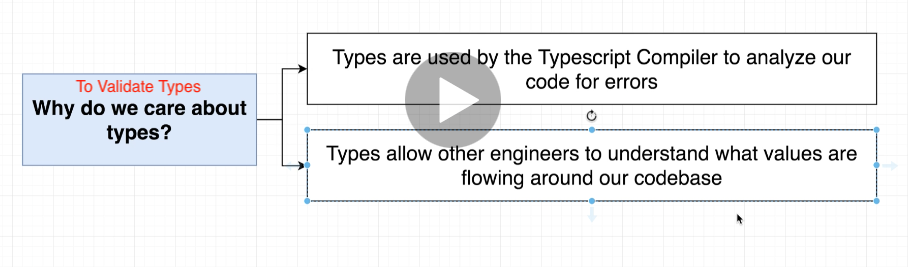 To Validate Types
Why do we care about
types?
Types are used by the Typescript Compiler to analyze our
code for errors
Types allow other engineers to understand what values are
flowing around our codebase